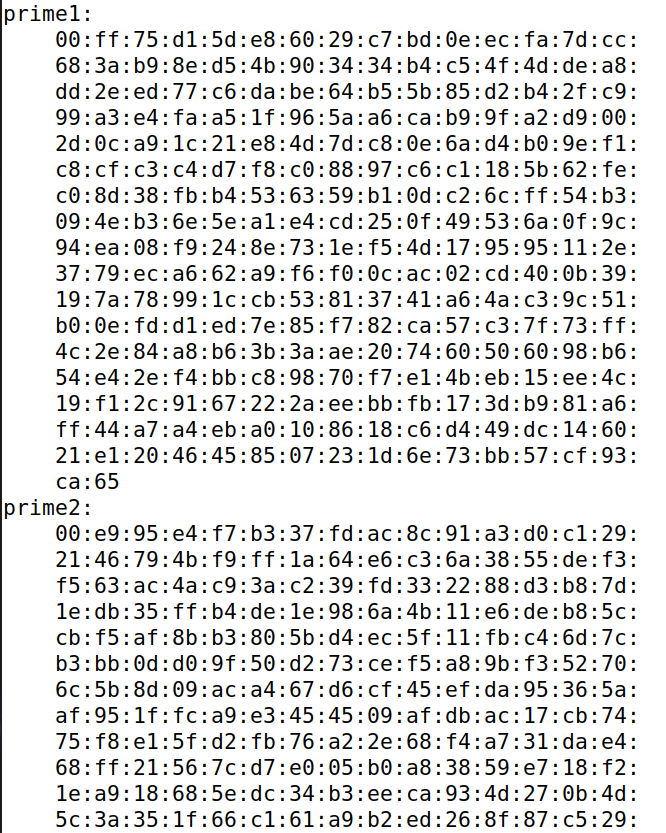 prime1:
00:ff:75:d1:5d:e8:60:29:c7:bd:0e:ec:fa:7d:cc:
68:3a:b9:8e:d5:4b:90:34:34:b4:c5:4f:4d:de:a8:
dd:2e:ed:77:c6:da:be:64:b5:5b:85:d2:b4:2f:c9:
99:a3:e4:fa:a5:1f:96:5a:a6:ca:b9:9f:a2:d9:00:
2d:0c:a9:1c:21:e8:4d:7d:c8:0e:6a:d4:b0:9e:f1:
c8:cf:c3:c4:d7:f8:c0:88:97:c6:c1:18:5b:62:fe:
c0:8d:38:fb:b4:53:63:59:b1:0d:c2:6c:ff:54:b3:
09:4e:b3:6e:5e:a1:e4:cd:25:0f:49:53:6a:0f:9c:
94:ea:08:f9:24:8e:73:1e:f5:4d:17:95:95:11:2e:
37:79:ec:a6:62:a9:f6:f0:0c:ac:02:cd:40:0b:39:
19:7a:78:99:1c:cb:53:81:37:41:a6:4a:c3:9c:51:
b0:0e:fd:d1:ed:7e:85:f7:82:ca:57:c3:7f:73:ff:
4c:2e:84:a8:b6:3b:3a:ae:20:74:60:50:60:98:b6:
54:e4:2e:f4:bb:c8:98:70:f7:e1:4b:eb:15:ee:4c:
19:f1:2c:91:67:22:2a:ee:bb:fb:17:3d:b9:81:a6:
ff:44:a7:a4:eb:a0:10:86:18:c6:d4:49:dc:14:60:
21:e1:20:46:45:85:07:23:1d:6e:73:bb:57:cf:93:
ca:65
prime2:
00:e9:95:e4:f7:b3:37:fd:ac:8c:91:a3:d0:c1:29:
21:46:79:4b:f9:ff:1a:64:e6:c3:6a:38:55:de:f3:
f5:63:ac:4a:c9:3a:c2:39:fd:33:22:88:d3:b8:7d:
1e:db:35:ff:b4:de:1e:98:6a:4b:11:e6:de:b8:5c:
cb:f5:af:8b:b3:80:5b:d4:ec:5f:11:fb:c4:6d:7c:
b3:bb:0d:d0:9f:50:d2:73:ce:f5:a8:9b:f3:52:70:
6c:5b:8d:09:ac:a4:67:d6:cf:45:ef:da:95:36:5a:
af:95:1f:fc:a9:e3:45:45:09:af:db:ac:17:cb:74:
75:f8:e1:5f:d2:fb:76:a2:2e:68:f4:a7:31:da:e4:
68:ff:21:56:7c:d7:e0:05:b0:a8:38:59:e7:18:f2:
1e:a9:18:68:5e:dc:34:b3:ee:ca:93:4d:27:0b:4d:
5c:3a:35:1f:66:c1:61:a9:b2:ed:26:8f:87:c5:29: